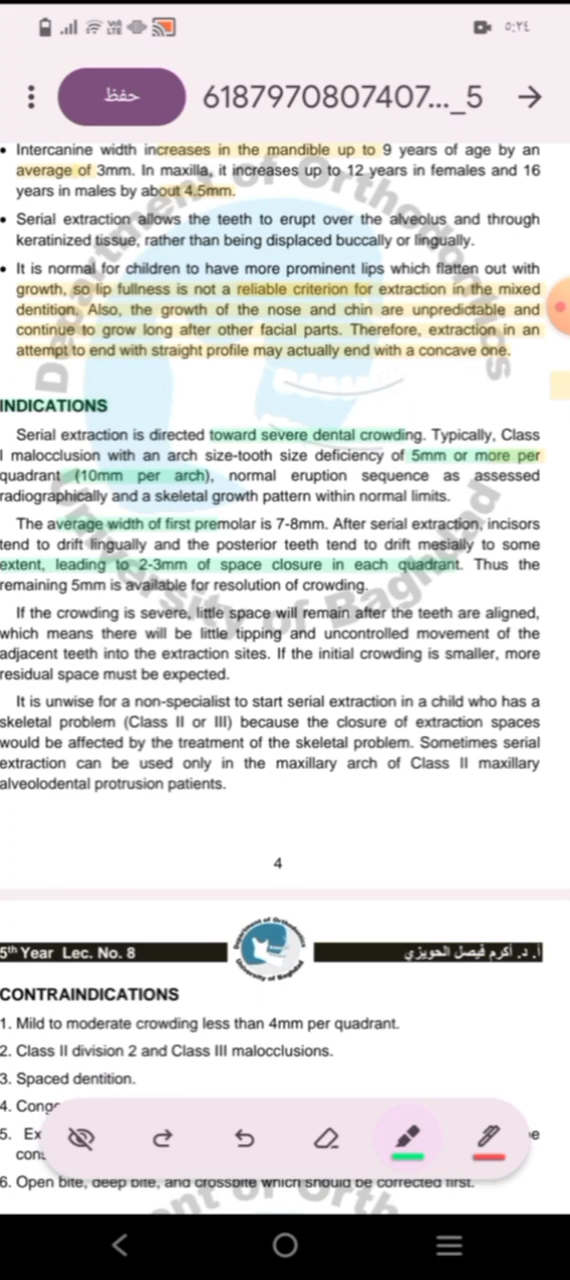 ٥:٢٤
حفظ
6187970807407..._5
• Intercanine width increases in the mandible up to 9 years of age by an
average of 3mm. In maxilla, it increases up to 12 years in females and 16
years in males by about 4.5mm.
• Serial extraction allows the teeth to erupt over the alveolus and through
keratinized tissue, rather than being displaced buccally or lingually.
• It is normal for children to have more prominent lips which flatten out with
growth, so lip fullness is not a reliable criterion for extraction in the mixed
dentition. Also, the growth of the nose and chin are unpredictable and
continue to grow long after other facial parts. Therefore, extraction in an
attempt to end with straight profile may actually end with a concave one.
INDICATIONS
Serial extraction is directed toward severe dental crowding. Typically, Class
I malocclusion with an arch size-tooth size deficiency of 5mm or more per
quadrant (10mm per arch), normal eruption sequence as assessed
radiographically and a skeletal growth pattern within normal limits.
The average width of first premolar is 7-8mm. After serial extraction, incisors
tend to drift lingually and the posterior teeth tend to drift mesially to some
extent, leading to 2-3mm of space closure in each quadrant. Thus the
remaining 5mm is available for resolution of crowding.
If the crowding is severe, little space will remain after the teeth are aligned,
which means there will be little tipping and uncontrolled movement of the
adjacent teeth into the extraction sites. If the initial crowding is smaller, more
residual space must be expected.
It is unwise for a non-specialist to start serial extraction in a child who has a
skeletal problem (Class II or III) because the closure of extraction spaces
would be affected by the treatment of the skeletal problem. Sometimes serial
extraction can be used only in the maxillary arch of Class II maxillary
alveolodental protrusion patients.
4
5th Year Lec. No. 8
Department of Orthodontics
University of Baghdad
أ. د. أكرم فيصل الحويزي
CONTRAINDICATIONS
1. Mild to moderate crowding less than 4mm per quadrant.
2. Class II division 2 and Class III malocclusions.
3. Spaced dentition.
4.
5.
6. Open bite, deep bite, and crossbite which should be corrected first.